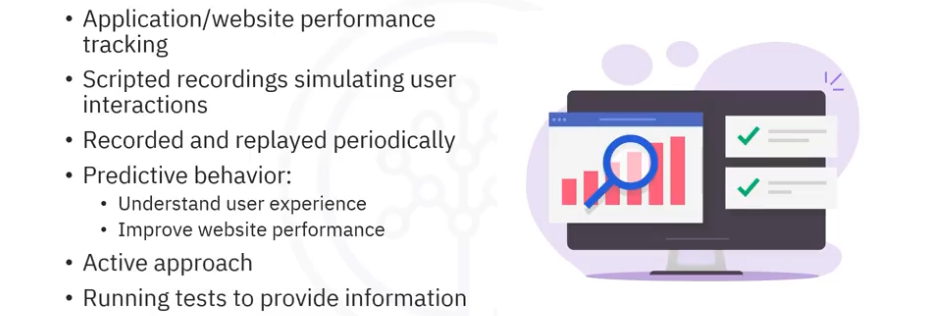 • Application/website performance
tracking
• Scripted recordings simulating user
interactions
• Recorded and replayed periodically
• Predictive behavior:
• Understand user experience
• Improve website performance
• Active approach
• Running tests to provide information